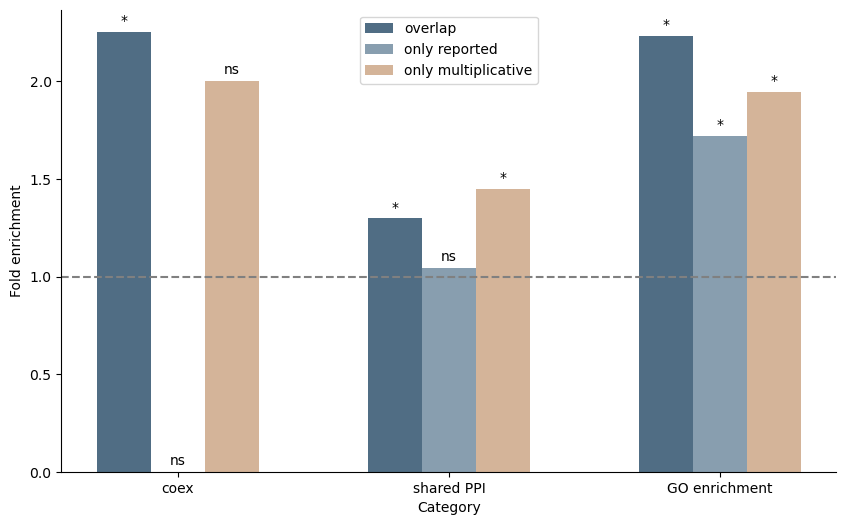 *
ns
ns
*
ns
*
*
*
*
overlap
only reported
only multiplicative
2.0
1.5
1.0
0.5
0.0
Fold enrichment
coex
shared PPI
GO enrichment
Category